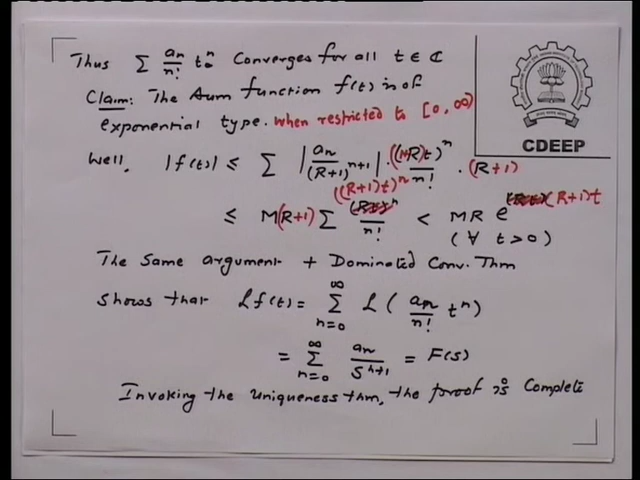 Thus Σ aₙ/n! tⁿ Converges for all t ∈ ℂ
Claim: The Sum function f(t) is of
exponential type. when restricted to [0, ∞)
CDEEP
Well, |f(t)| ≤ Σ |aₙ/(R+1)ⁿ⁺¹| · ((R+1)t)ⁿ/n! · (R+1)
≤ M(R+1) Σ ((R+1)t)ⁿ/n! < MR e^(R+1)t
(∀ t>0)
The Same argument + Dominated Conv. Thm
Shows that ℒf(t) = Σ_{n=0}^{∞} ℒ( aₙ/n! tⁿ)
= Σ_{n=0}^{∞} aₙ/Sⁿ⁺¹ = F(s)
Invoking the Uniqueness thm, the proof is Complete